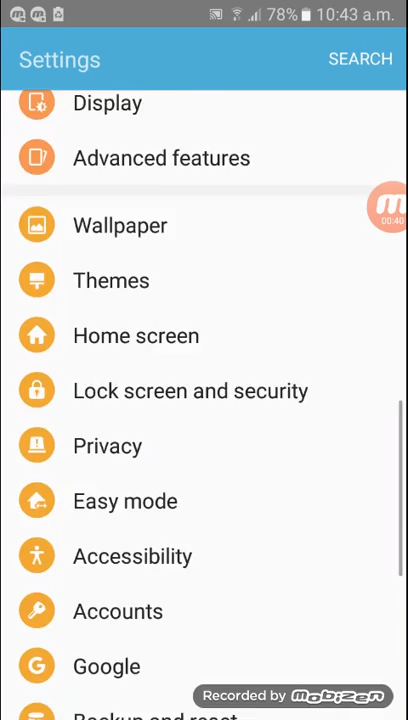 78% 10:43 a.m.
Settings SEARCH
Display
Advanced features
00:40
Wallpaper
Themes
Home screen
Lock screen and security
Privacy
Easy mode
Accessibility
Accounts
Google
Recorded by mobizen
Backup and reset